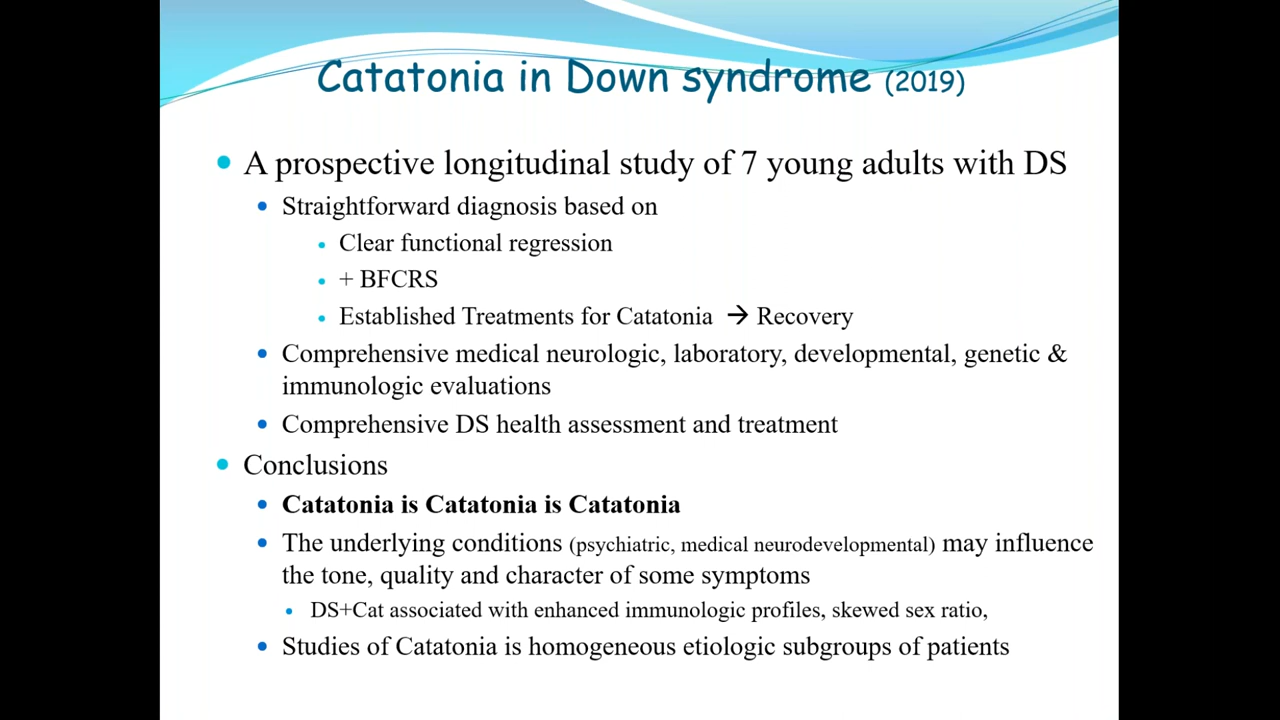 Catatonia in Down syndrome (2019)
A prospective longitudinal study of 7 young adults with DS
Straightforward diagnosis based on
Clear functional regression
+ BFCRS
Established Treatments for Catatonia → Recovery
Comprehensive medical neurologic, laboratory, developmental, genetic &
immunologic evaluations
Comprehensive DS health assessment and treatment
Conclusions
Catatonia is Catatonia is Catatonia
The underlying conditions (psychiatric, medical neurodevelopmental) may influence
the tone, quality and character of some symptoms
DS+Cat associated with enhanced immunologic profiles, skewed sex ratio,
Studies of Catatonia is homogeneous etiologic subgroups of patients